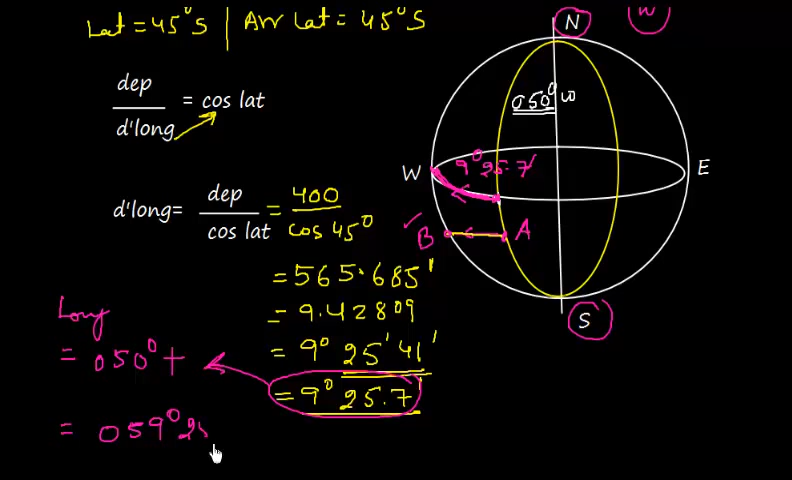 Lat = 45°S | Arr Lat = 45°S
dep
d'long
= cos lat
d'long=
dep
cos lat
= 400
cos 45°
= 565.685'
= 9.42809
= 9° 25' 41'
= 9° 25.7'
Long
= 050° +
= 059° 25
N
W
050° W
W
E
9° 25.7'
B
A
S